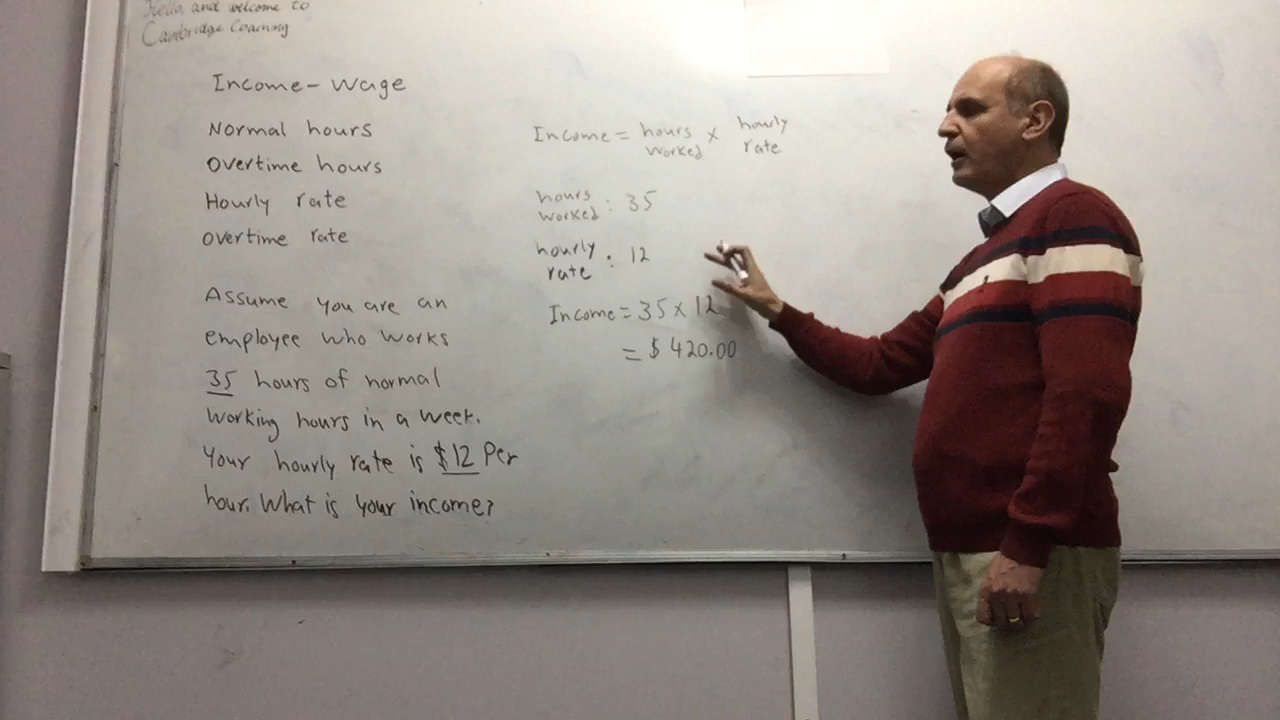 Hello, and welcome to
Cambridge Coaching
Income - Wage
Normal hours
Overtime hours
Hourly rate
Overtime rate
Assume you are an
employee who works
35 hours of normal
working hours in a week.
Your hourly rate is $12 Per
hour. What is your income?
Income = hours worked x hourly rate
hours worked : 35
hourly rate : 12
Income = 35 x 12
= $ 420.00